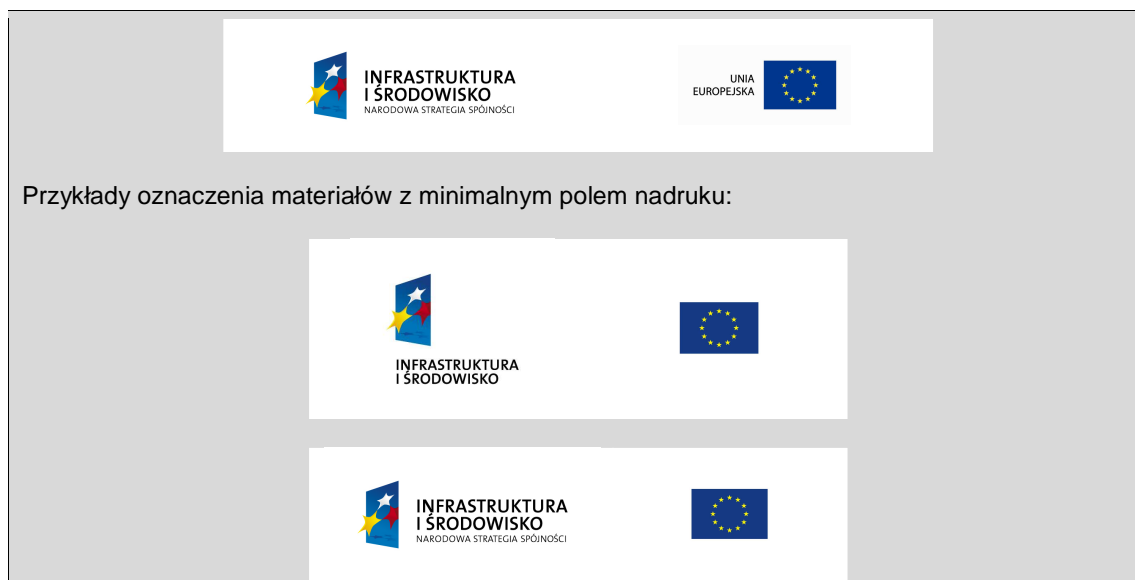 INFRASTRUKTURA
I ŚRODOWISKO
NARODOWA STRATEGIA SPÓJNOŚCI
UNIA
EUROPEJSKA
Przykłady oznaczenia materiałów z minimalnym polem nadruku:
INFRASTRUKTURA
I ŚRODOWISKO
INFRASTRUKTURA
I ŚRODOWISKO
NARODOWA STRATEGIA SPÓJNOŚCI